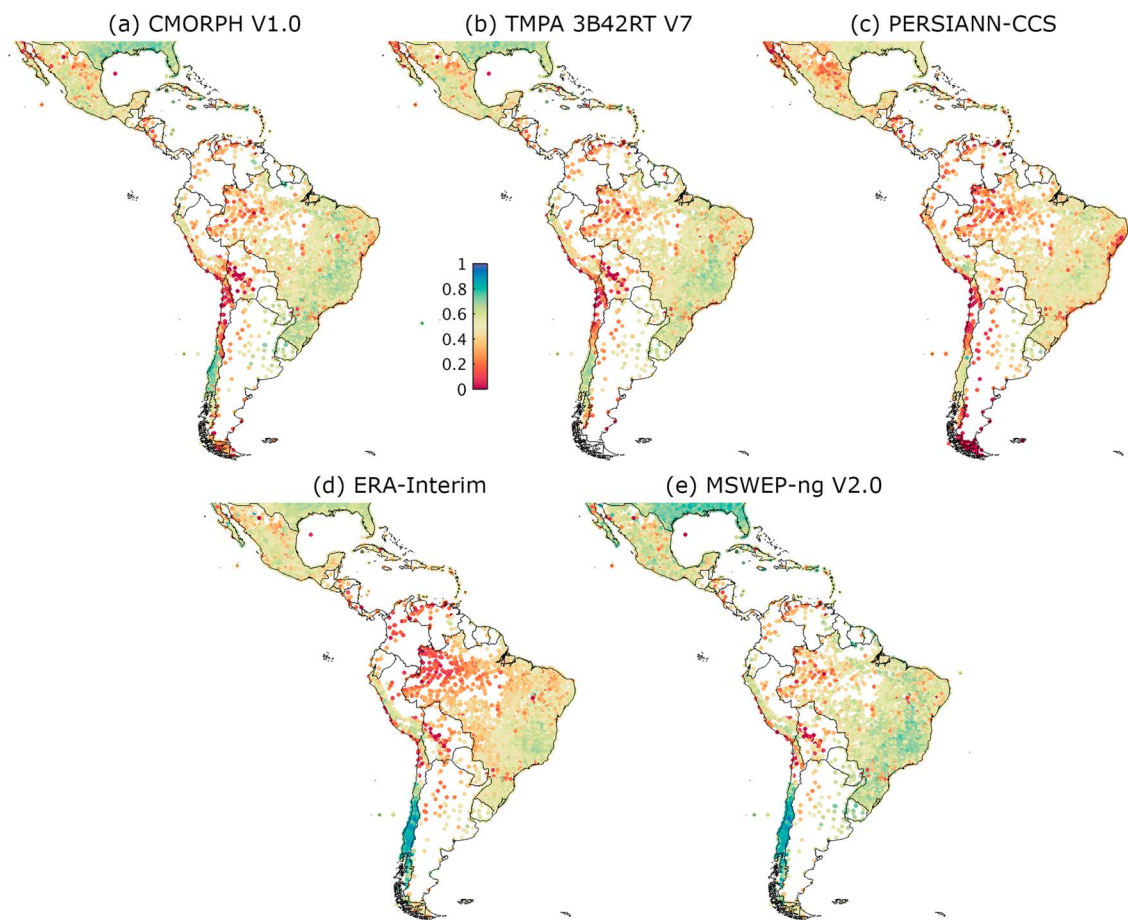 (a) CMORPH V1.0
(b) TMPA 3B42RT V7
(c) PERSIANN-CCS
1
0.8
0.6
0.4
0.2
0
(d) ERA-Interim
(e) MSWEP-ng V2.0